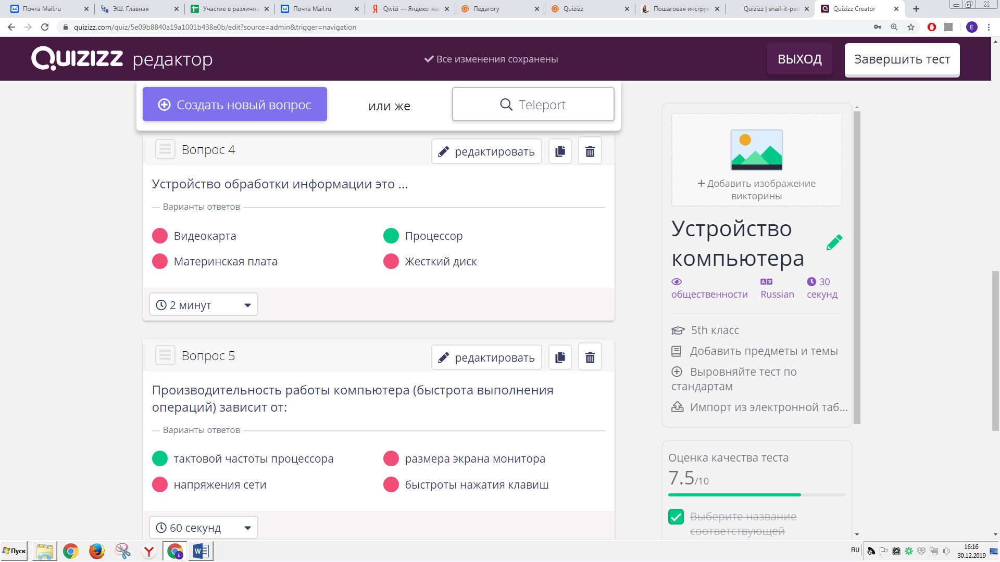 Почта Mail.ru
ЭШ. Главная
Участие в различн
Почта Mail.ru
Qwizi — Яндекс: на
Педагогу
Quizizz
Пошаговая инструк
Quizizz | snail-it-ped
Quizizz Creator
quizizz.com/quiz/5e09b8840a19a1001b438e0b/edit?source=admin&trigger=navigation
E
Quizizz редактор
Все изменения сохранены
ВЫХОД
Завершить тест
Создать новый вопрос
или же
Teleport
Вопрос 4
редактировать
Устройство обработки информации это ...
Варианты ответов
Видеокарта
Процессор
Материнская плата
Жесткий диск
2 минут
Вопрос 5
редактировать
Производительность работы компьютера (быстрота выполнения
операций) зависит от:
Варианты ответов
тактовой частоты процессора
размера экрана монитора
напряжения сети
быстроты нажатия клавиш
60 секунд
+ Добавить изображение
викторины
Устройство
компьютера
общественности
Russian
30
секунд
5th класс
Добавить предметы и темы
Выровняйте тест по
стандартам
Импорт из электронной таб...
Оценка качества теста
7.5/10
Выберите название
соответствующей
Пуск
RU
16:16
30.12.2019